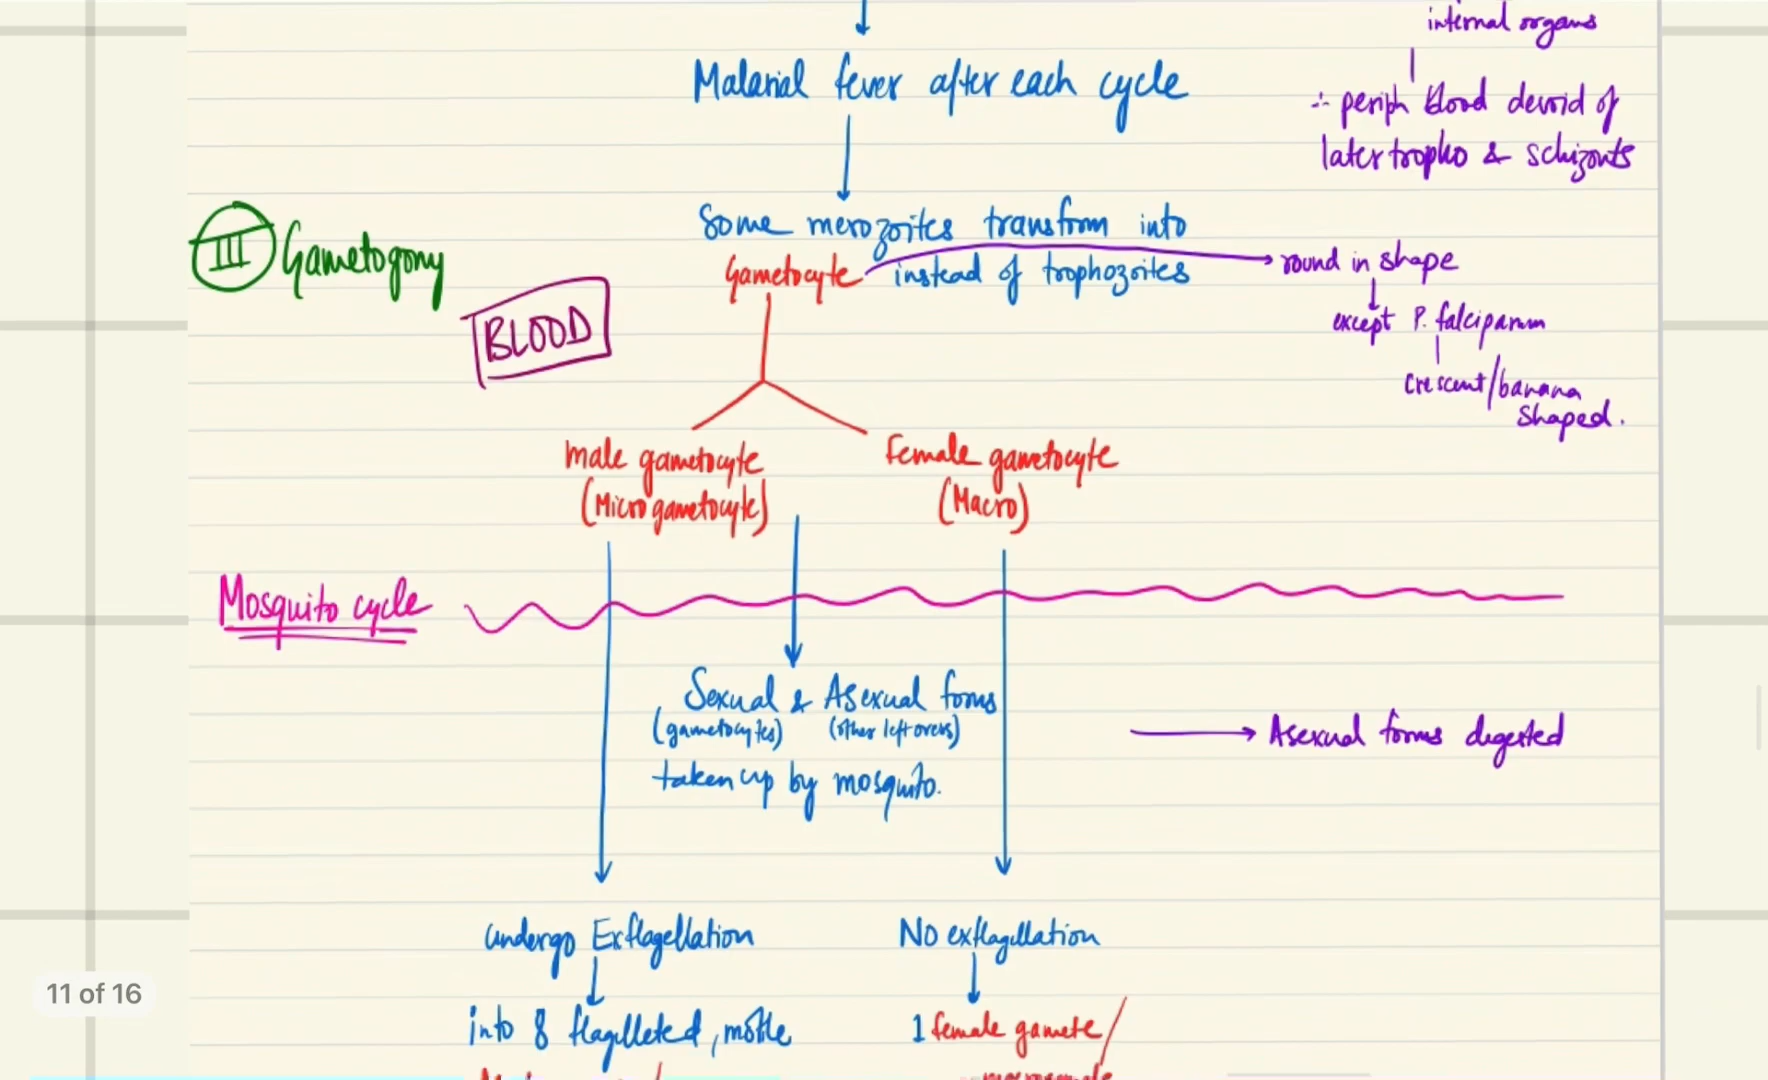 internal organs
Malarial fever after each cycle
∴ periph blood devoid of
later tropho & schizonts
III Gametogony
Some merozoites transform into
Gametocyte instead of trophozoites
round in shape
except P. falciparum
crescent/banana
shaped.
BLOOD
male gametocyte
(Microgametocyte)
Female gametocyte
(Macro)
Mosquito cycle
Sexual & Asexual forms
(gametocytes) (other left overs)
taken up by mosquito.
Asexual forms digested
undergo Exflagellation
No exflagellation
into 8 flagelleted, motile
1 female gamete/
11 of 16